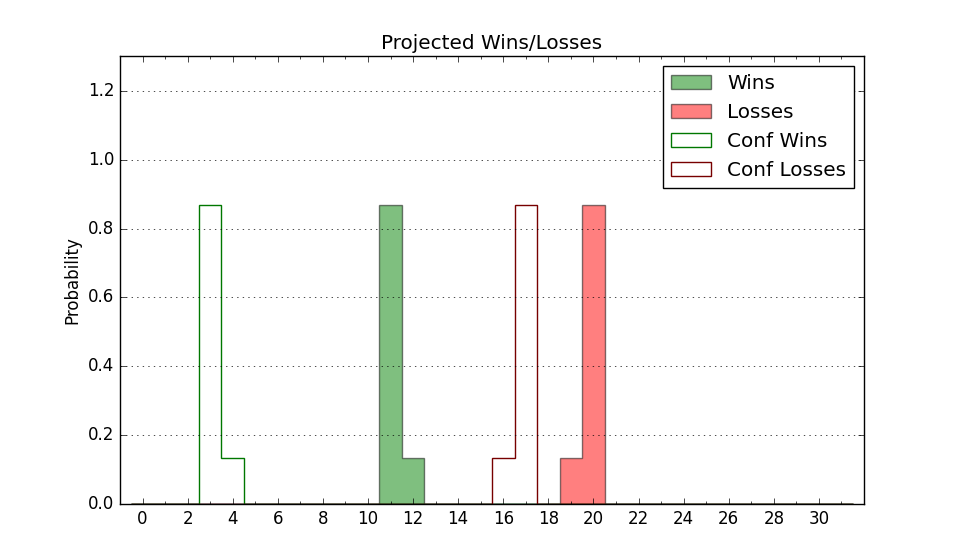 Projected Wins/Losses
Wins
Losses
Conf Wins
Conf Losses
Probability
1.2
1.0
0.8
0.6
0.4
0.2
0.0
0 2 4 6 8 10 12 14 16 18 20 22 24 26 28 30